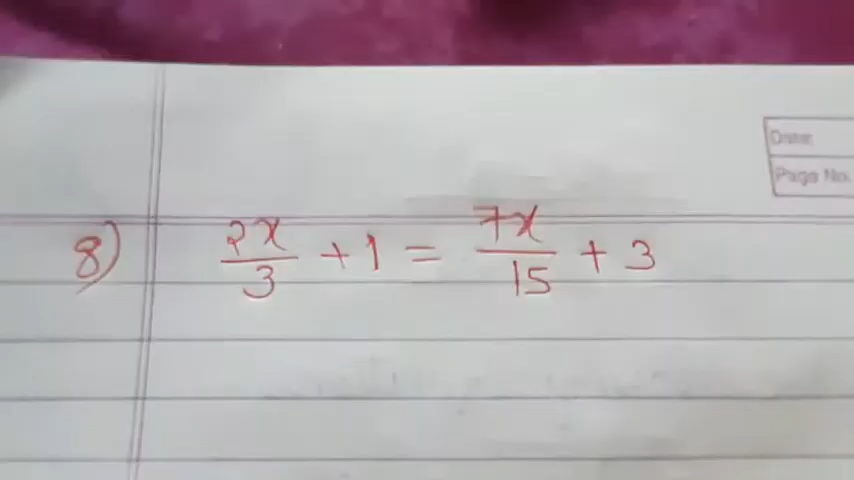 Date
Page No.
8) 2x/3 + 1 = 7x/15 + 3